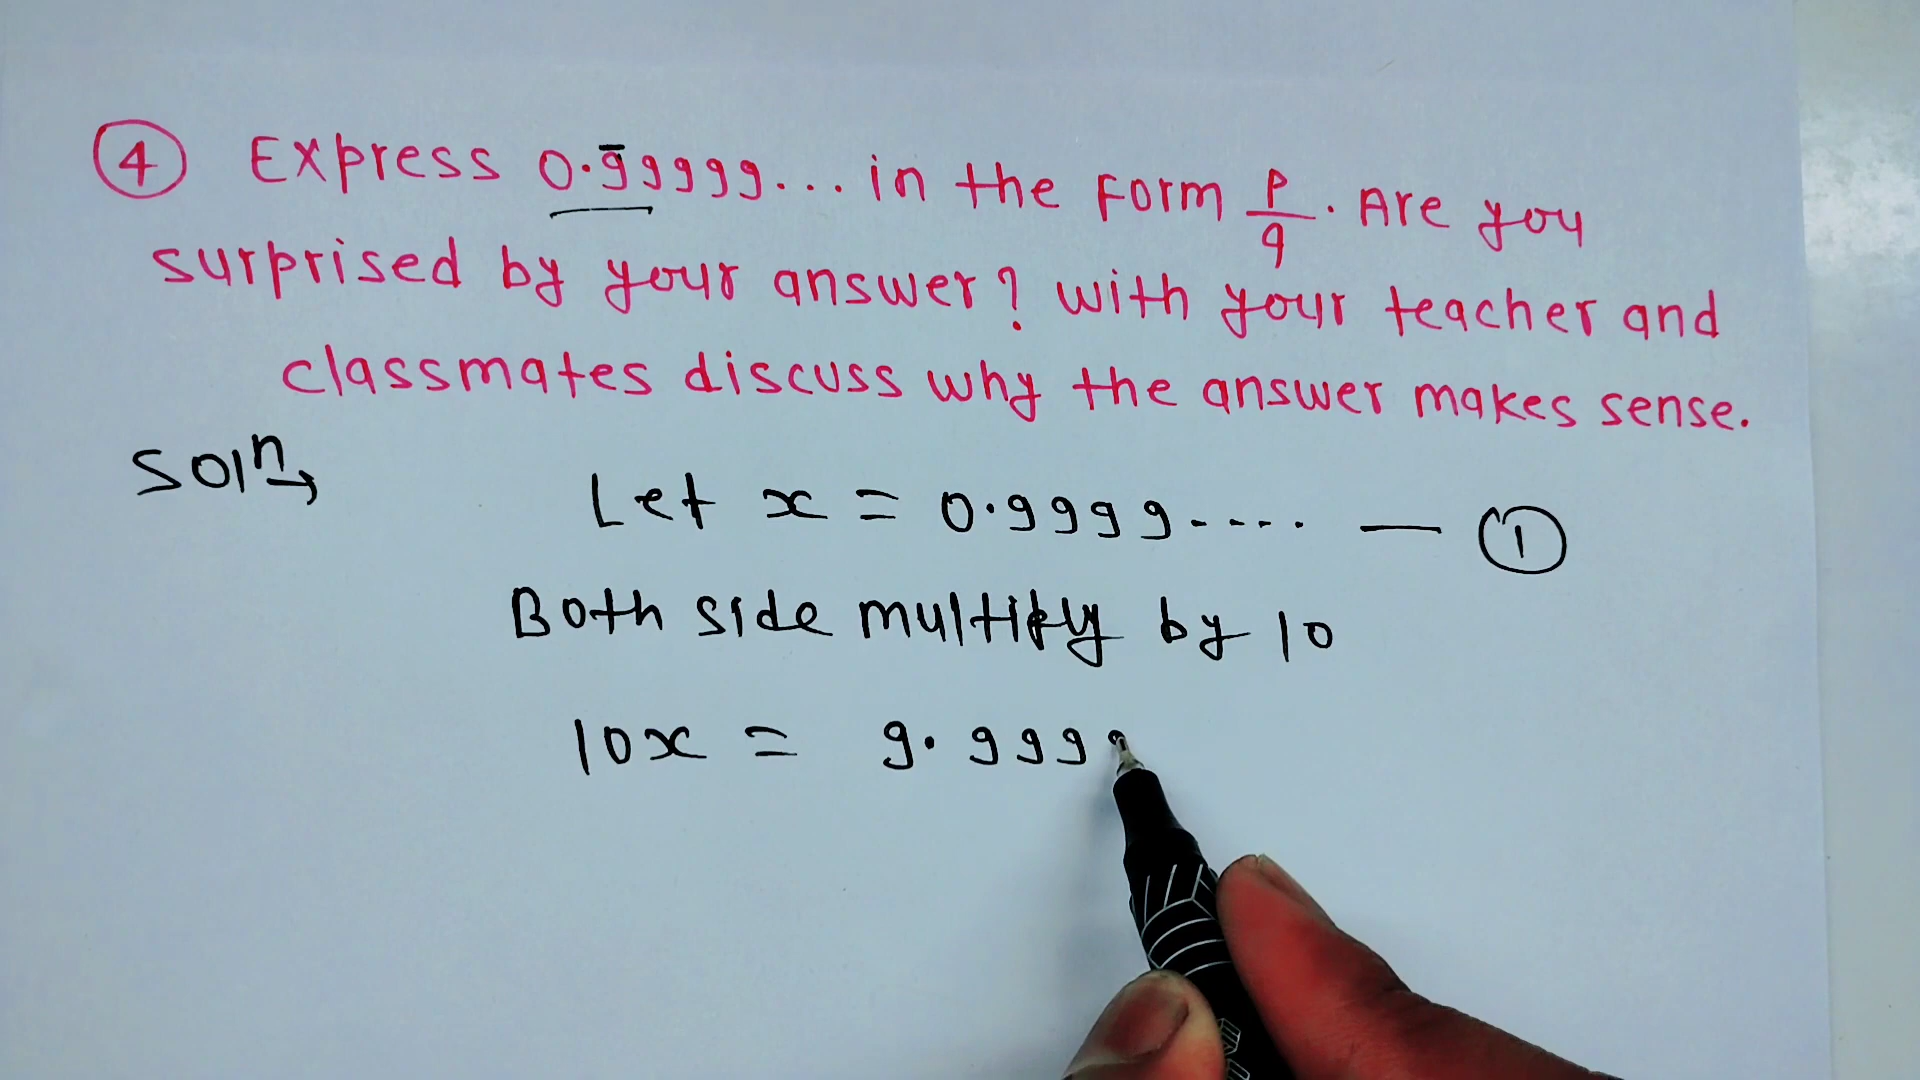 4 Express 0.9̅9999... in the form p/q. Are you
surprised by your answer? with your teacher and
classmates discuss why the answer makes sense.
Solⁿ→
Let x = 0.9999---- — 1
Both side multiply by 10
10x = 9.9999